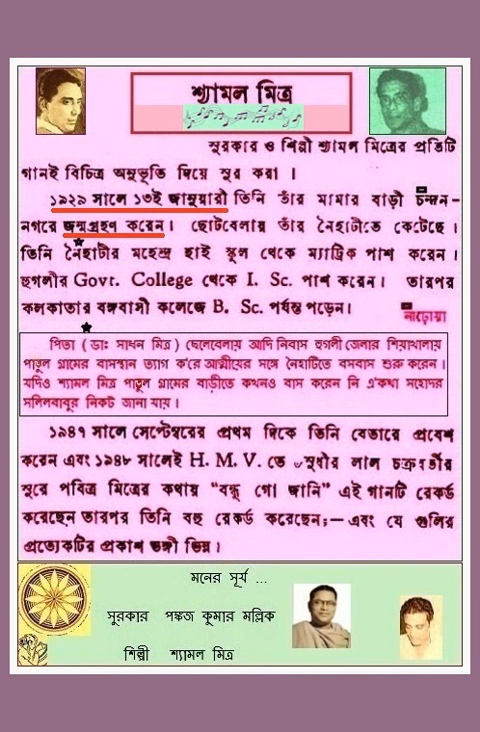 শ্যামল মিত্র
সুরকার ও শিল্পী শ্যামল মিত্রের প্রতিটি
গানই বিচিত্র অনুভূতি দিয়ে সুর করা ।
১৯২৯ সালে ১৩ই জানুয়ারী তিনি তাঁর মামার বাড়ী চন্দন-
নগরে জন্মগ্রহণ করেন। ছোটবেলায় তাঁর নৈহাটীতে কেটেছে ।
তিনি নৈহাটীর মহেন্দ্র হাই স্কুল থেকে ম্যাট্রিক পাশ করেন ।
হুগলীর Govt. College থেকে I. Sc. পাশ করেন। তারপর
কলকাতার বঙ্গবাসী কলেজে B. Sc. পর্যন্ত পড়েন।
নাড়োয়া
পিতা ( ডাঃ সাধন মিত্র ) ছেলেবেলায় আদি নিবাস হুগলী জেলার শিয়াখালায়
পাতুল গ্রামের বাসস্থান ত্যাগ ক'রে আত্মীয়ের সঙ্গে নৈহাটিতে বসবাস শুরু করেন ।
যদিও শ্যামল মিত্র পাতুল গ্রামের বাড়ীতে কখনও বাস করেন নি এ'কথা সহোদর
সলিলবাবুর নিকট জানা যায় ।
১৯৪৭ সালে সেপ্টেম্বরের প্রথম দিকে তিনি বেতারে প্রবেশ
করেন এবং ১৯৪৮ সালেই H. M. V. তে ৺সুধীর লাল চক্রবর্তীর
সুরে পবিত্র মিত্রের কথায় “বন্ধু গো জানি” এই গানটি রেকর্ড
করেছেন তারপর তিনি বহু রেকর্ড করেছেন;—এবং যে গুলির
প্রত্যেকটির প্রকাশ ভঙ্গী ভিন্ন।
মনের সূর্য ...
সুরকার পঙ্কজ কুমার মল্লিক
শিল্পী শ্যামল মিত্র